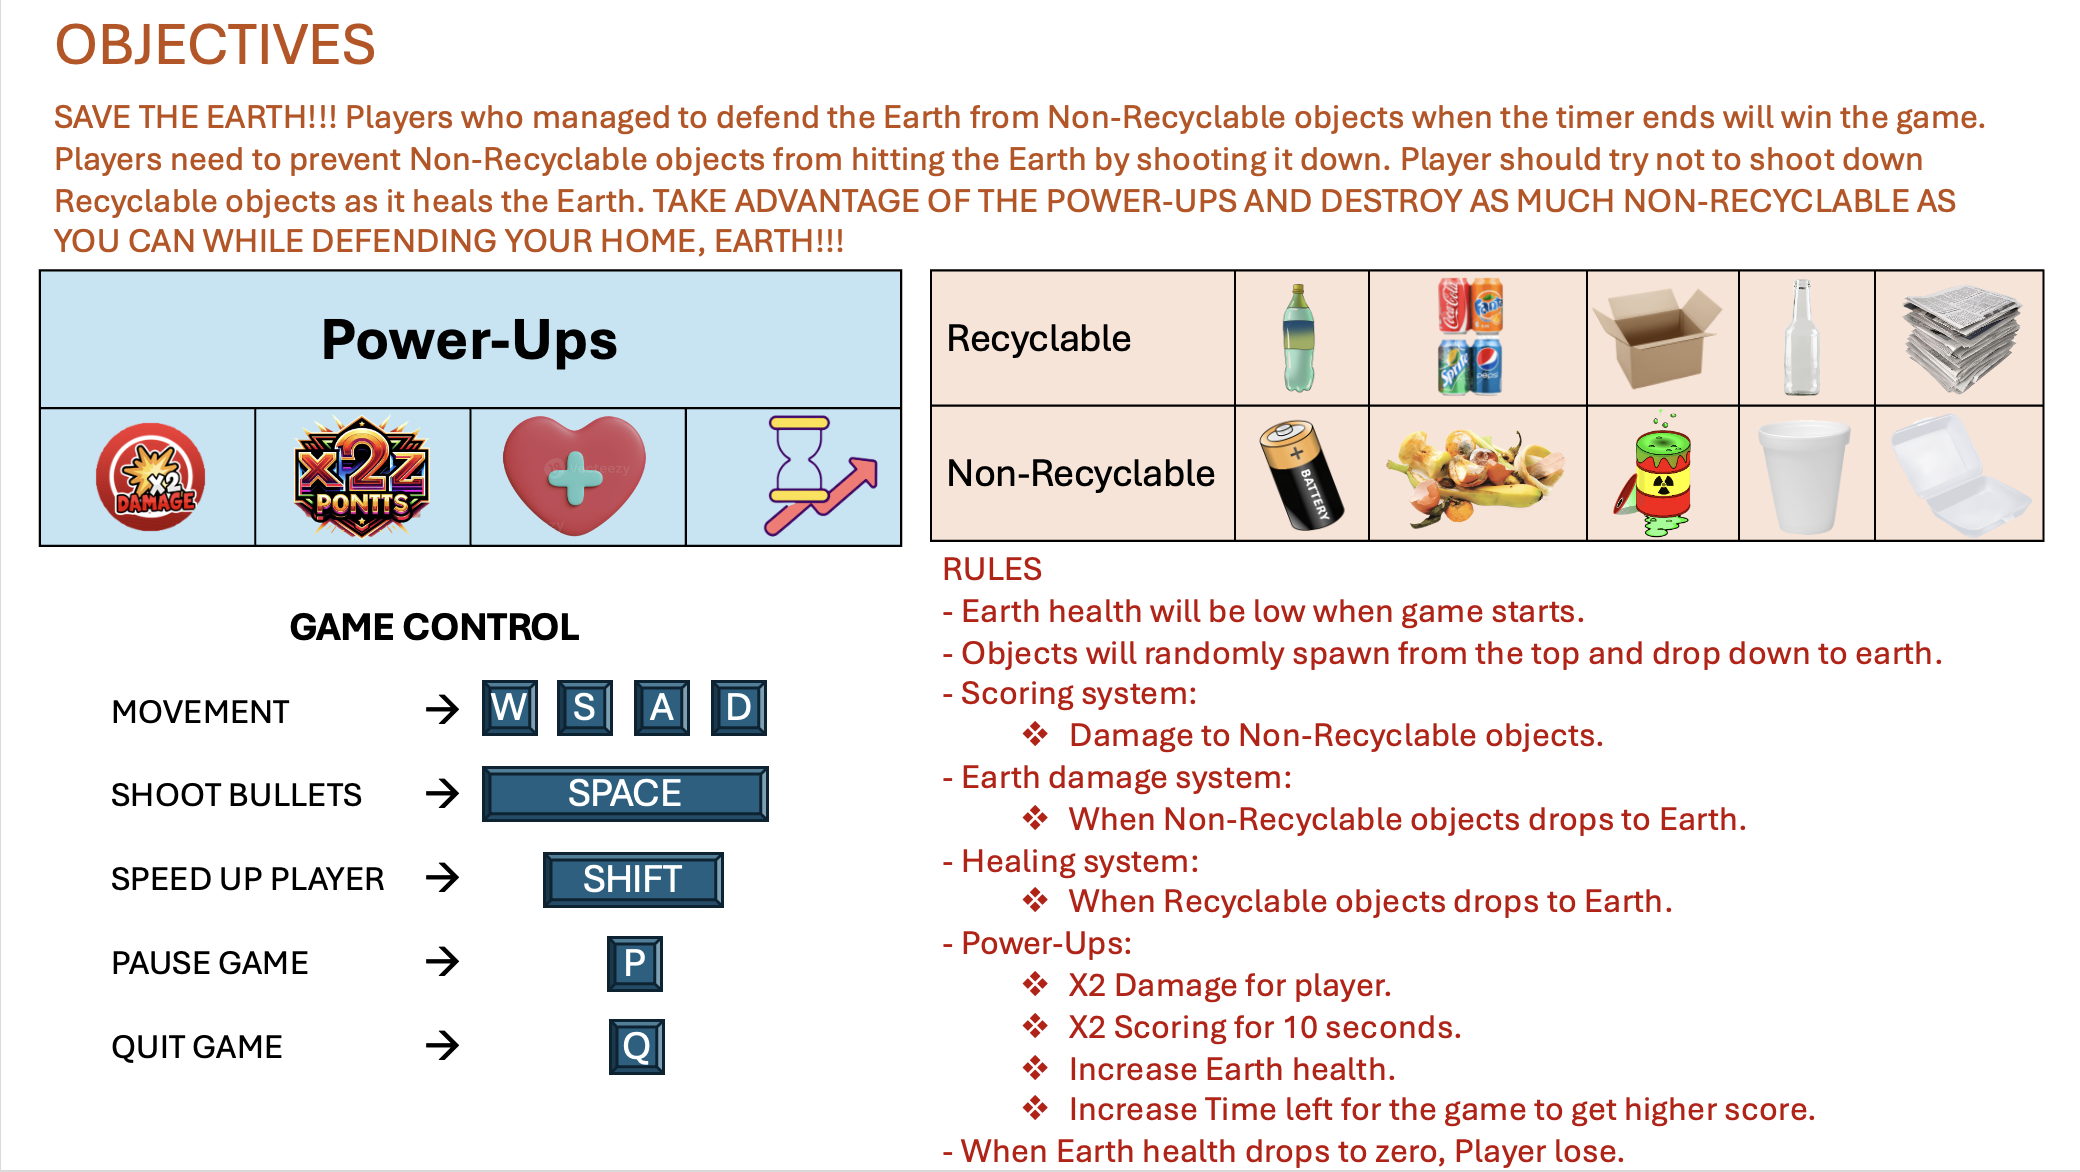 OBJECTIVES
SAVE THE EARTH!!! Players who managed to defend the Earth from Non-Recyclable objects when the timer ends will win the game.
Players need to prevent Non-Recyclable objects from hitting the Earth by shooting it down. Player should try not to shoot down
Recyclable objects as it heals the Earth. TAKE ADVANTAGE OF THE POWER-UPS AND DESTROY AS MUCH NON-RECYCLABLE AS
YOU CAN WHILE DEFENDING YOUR HOME, EARTH!!!
Power-Ups
X2
DAMAGE
X2Z
PONTTS
Recyclable
Coca-Cola
Fanta
Sprite
pepsi
Non-Recyclable
+
BATTERY
GAME CONTROL
MOVEMENT → W S A D
SHOOT BULLETS → SPACE
SPEED UP PLAYER → SHIFT
PAUSE GAME → P
QUIT GAME → Q
RULES
- Earth health will be low when game starts.
- Objects will randomly spawn from the top and drop down to earth.
- Scoring system:
❖ Damage to Non-Recyclable objects.
- Earth damage system:
❖ When Non-Recyclable objects drops to Earth.
- Healing system:
❖ When Recyclable objects drops to Earth.
- Power-Ups:
❖ X2 Damage for player.
❖ X2 Scoring for 10 seconds.
❖ Increase Earth health.
❖ Increase Time left for the game to get higher score.
- When Earth health drops to zero, Player lose.